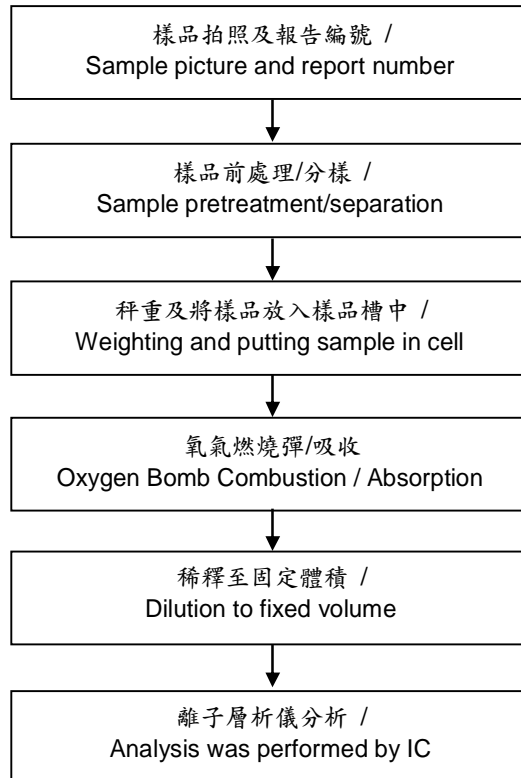 樣品拍照及報告編號 /
Sample picture and report number
樣品前處理/分樣 /
Sample pretreatment/separation
秤重及將樣品放入樣品槽中 /
Weighting and putting sample in cell
氧氣燃燒彈/吸收
Oxygen Bomb Combustion / Absorption
稀釋至固定體積 /
Dilution to fixed volume
離子層析儀分析 /
Analysis was performed by IC